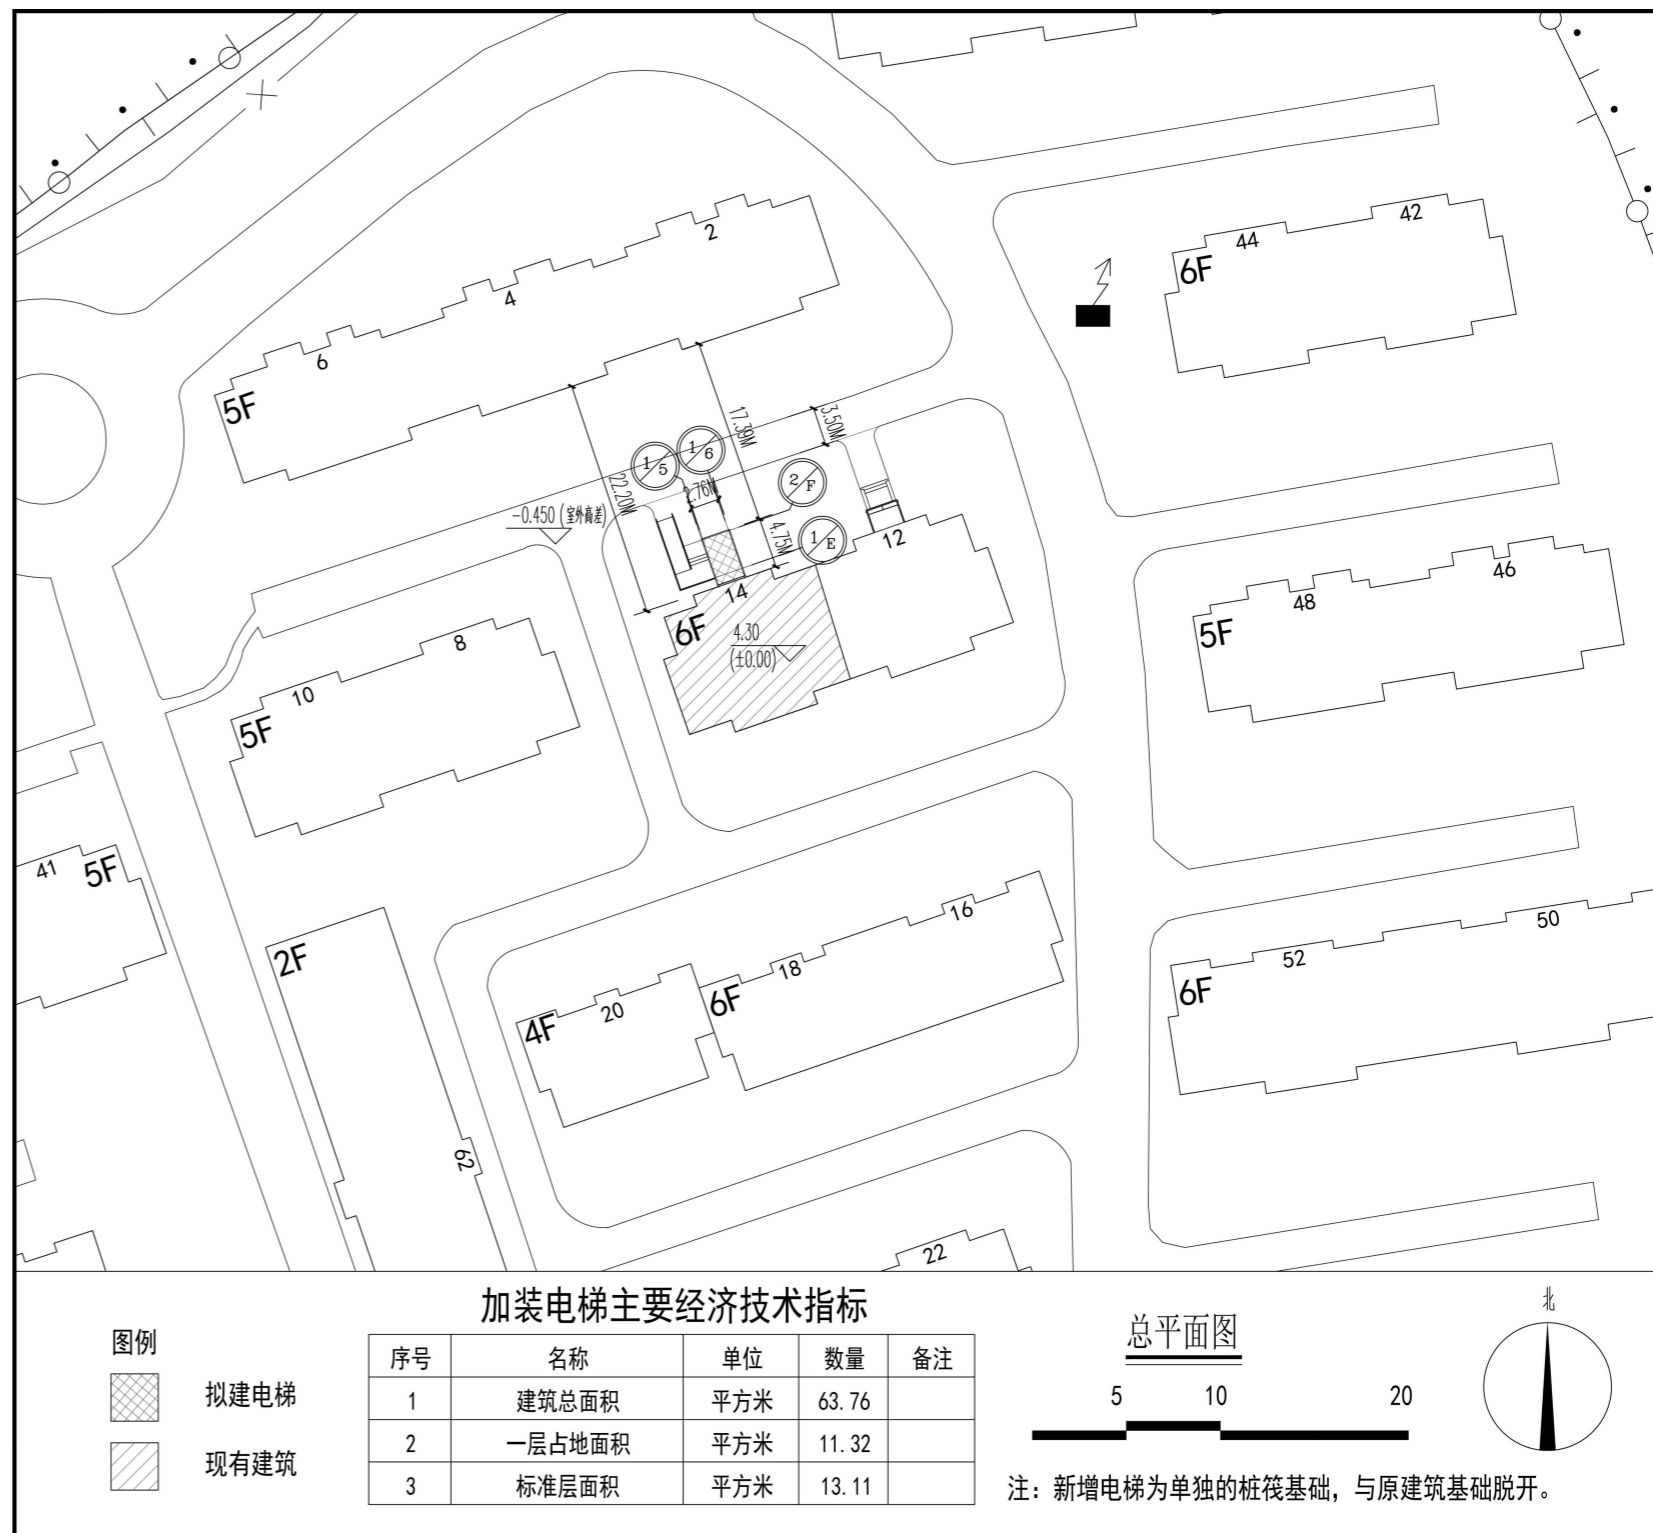 2
4
6
5F
44
42
6F
17.39M
3.50M
1 5
1 6
2.76M
2 F
22.20M
-0.450 (室外高差)
4.75M
1 E
12
14
6F
4.30
(±0.00)
46
48
5F
8
10
5F
41
5F
2F
16
18
6F
20
4F
50
52
6F
62
22
加装电梯主要经济技术指标
图例
拟建电梯
现有建筑
序号 名称 单位 数量 备注
1 建筑总面积 平方米 63.76
2 一层占地面积 平方米 11.32
3 标准层面积 平方米 13.11
总平面图
5 10 20
北
注：新增电梯为单独的桩筏基础，与原建筑基础脱开。